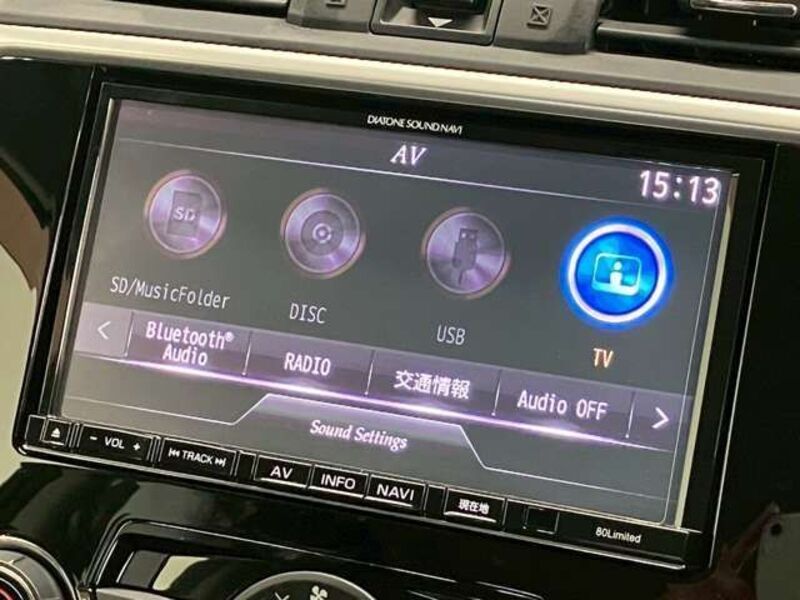 DIATONE SOUND NAVI
AV
15:13
SD
SD/MusicFolder
DISC
USB
TV
Bluetooth®
Audio
RADIO
交通情報
Audio OFF
Sound Settings
- VOL +
TRACK
AV
INFO
NAVI
現在地
80Limited